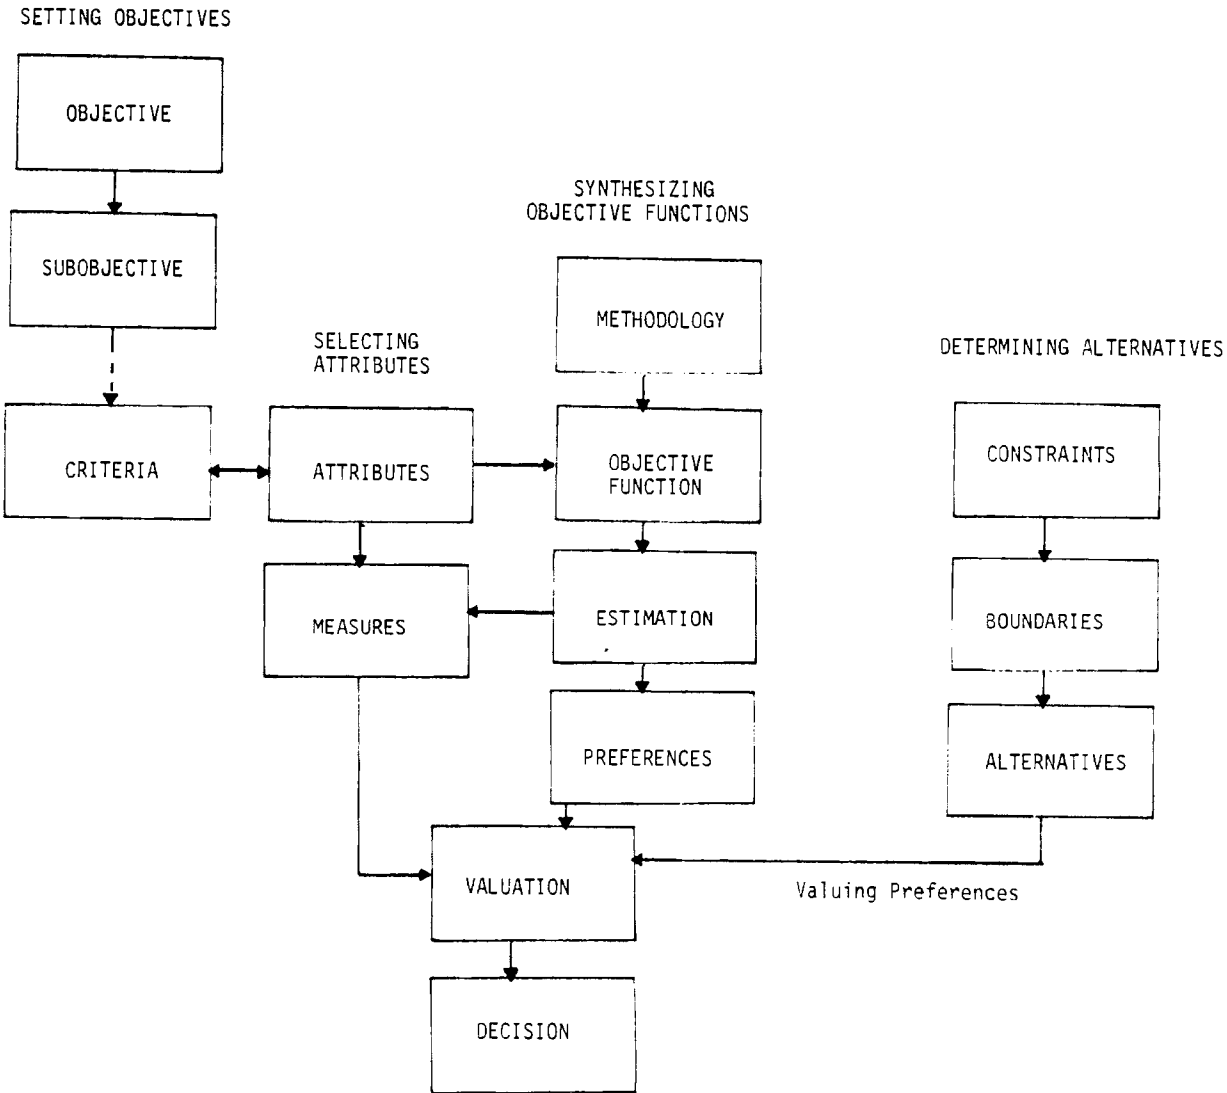 SETTING OBJECTIVES
OBJECTIVE
SUBOBJECTIVE
CRITERIA
SELECTING
ATTRIBUTES
ATTRIBUTES
MEASURES
SYNTHESIZING
OBJECTIVE FUNCTIONS
METHODOLOGY
OBJECTIVE
FUNCTION
ESTIMATION
PREFERENCES
DETERMINING ALTERNATIVES
CONSTRAINTS
BOUNDARIES
ALTERNATIVES
Valuing Preferences
VALUATION
DECISION